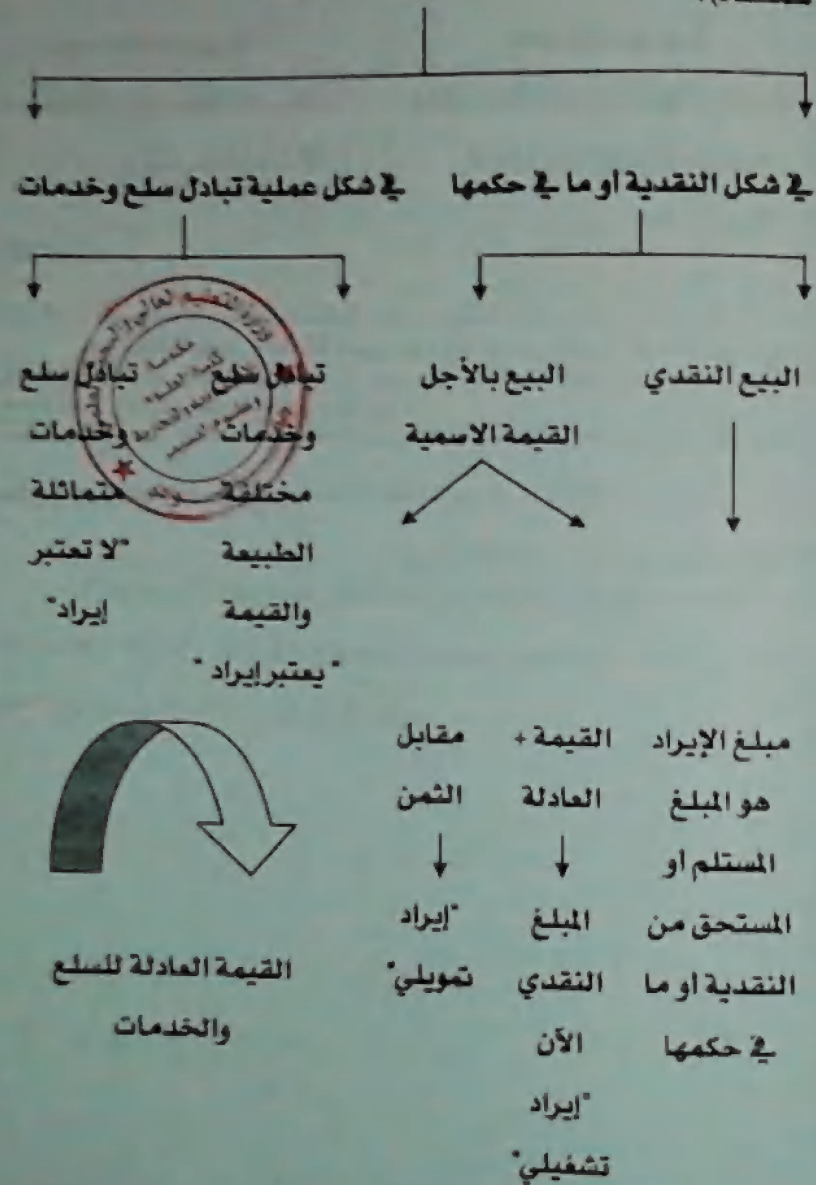 في شكل النقدية أو ما في حكمها
في شكل عملية تبادل سلع وخدمات
البيع النقدي
البيع بالأجل
القيمة الاسمية
تبادل سلع
وخدمات
مختلفة
الطبيعة
والقيمة
"يعتبر إيراد"
تبادل سلع
وخدمات
متماثلة
"لا تعتبر
إيراد"
مبلغ الإيراد
هو المبلغ
المستلم أو
المستحق من
النقدية أو ما
في حكمها
القيمة +
العادلة
المبلغ
النقدي
الآن
"إيراد
تشغيلي"
مقابل
الثمن
"إيراد
تمويلي"
القيمة العادلة للسلع
والخدمات